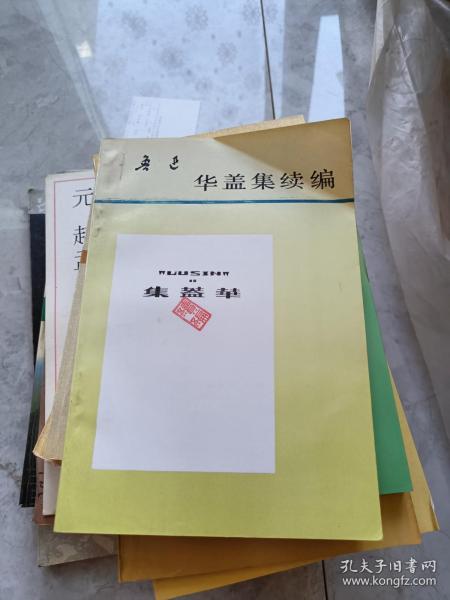 鲁迅
华盖集续编
"LUSIN"
集蓋華
元
赵
孔夫子旧书网
www.kongfz.com